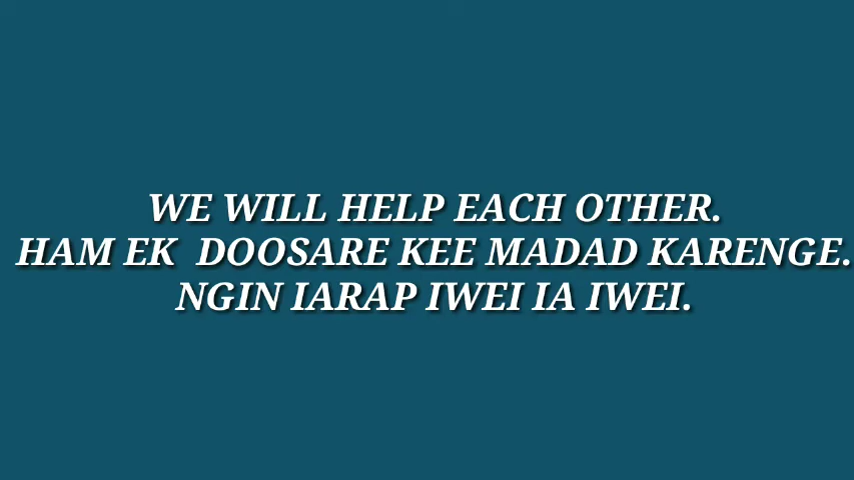 WE WILL HELP EACH OTHER.
HAM EK DOOSARE KEE MADAD KARENGE.
NGIN IARAP IWEI IA IWEI.